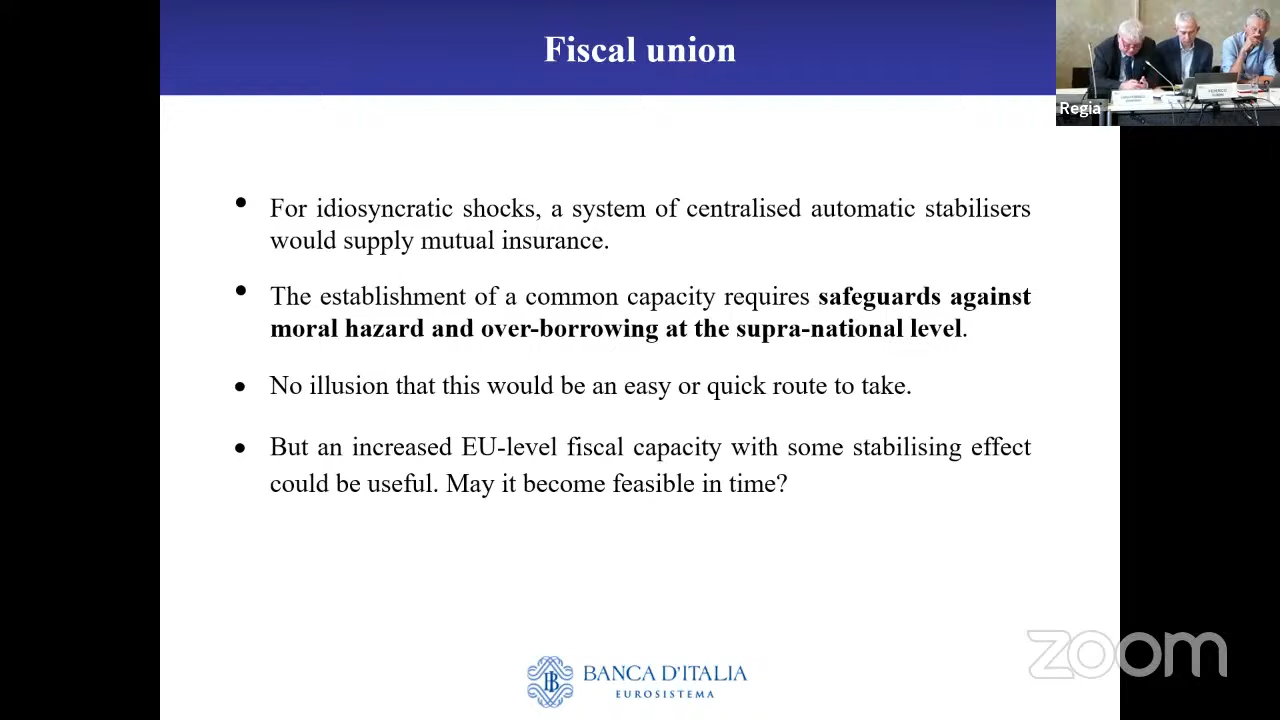 Fiscal union
Regia
• For idiosyncratic shocks, a system of centralised automatic stabilisers
would supply mutual insurance.
• The establishment of a common capacity requires safeguards against
moral hazard and over-borrowing at the supra-national level.
• No illusion that this would be an easy or quick route to take.
• But an increased EU-level fiscal capacity with some stabilising effect
could be useful. May it become feasible in time?
zoom
BANCA D'ITALIA
EUROSISTEMA